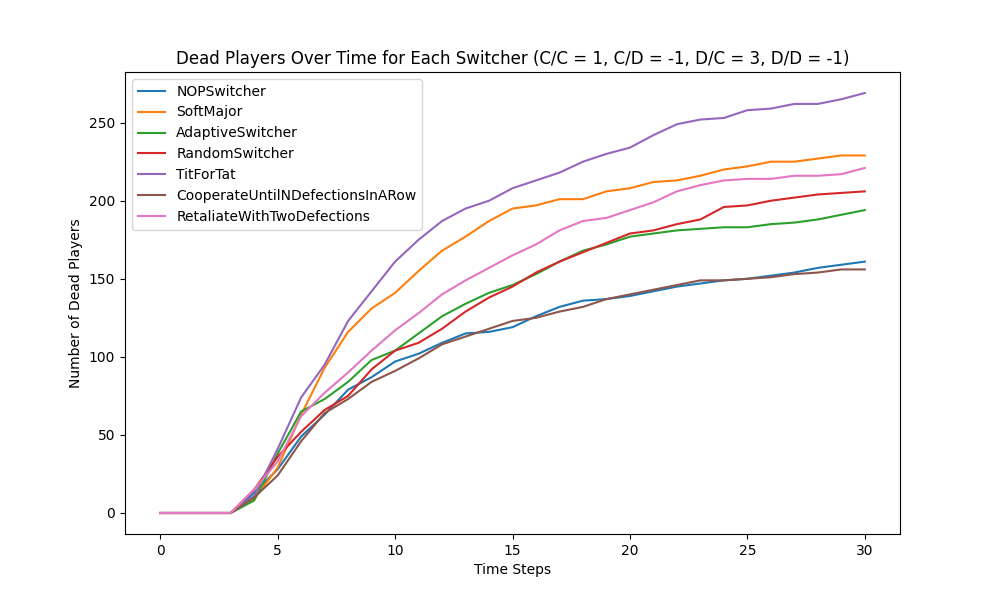 Dead Players Over Time for Each Switcher (C/C = 1, C/D = -1, D/C = 3, D/D = -1)
NOPSwitcher
SoftMajor
AdaptiveSwitcher
RandomSwitcher
TitForTat
CooperateUntilNDefectionsInARow
RetaliateWithTwoDefections
Number of Dead Players
250
200
150
100
50
0
0 5 10 15 20 25 30
Time Steps